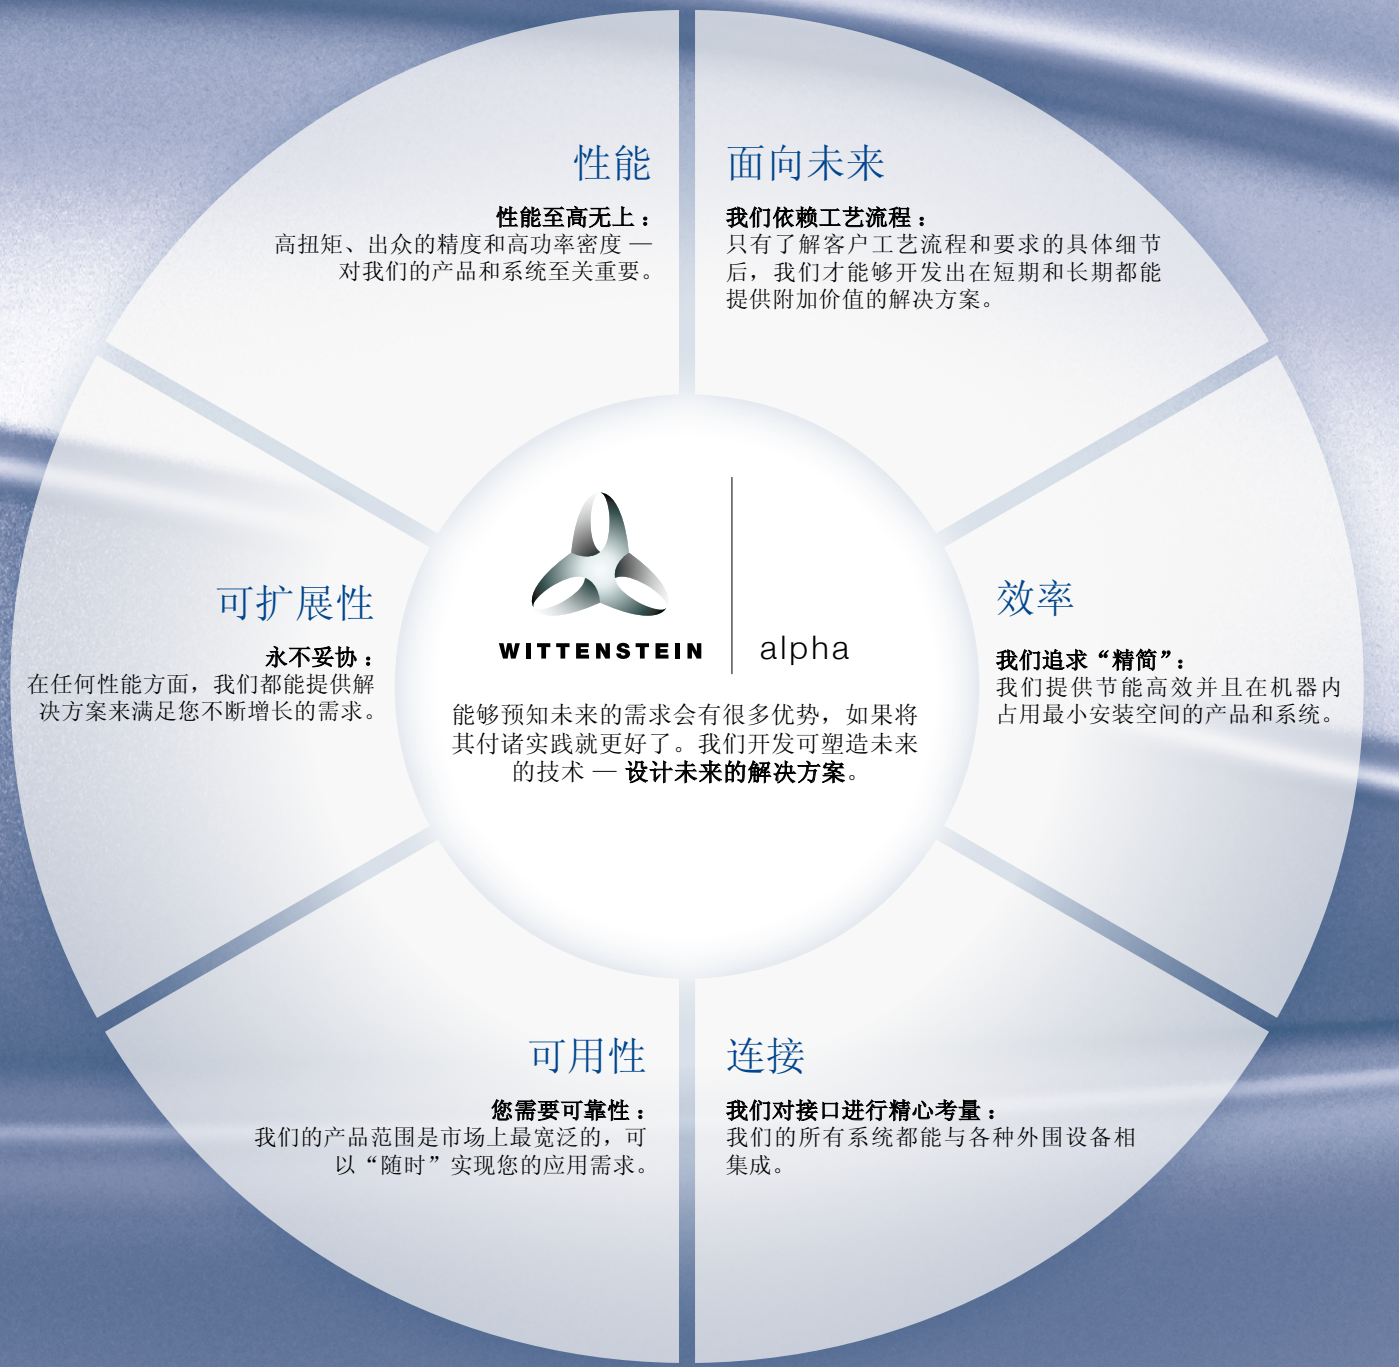 性能
性能至高无上：
高扭矩、出众的精度和高功率密度 —
对我们的产品和系统至关重要。
面向未来
我们依赖工艺流程：
只有了解客户工艺流程和要求的具体细节
后，我们才能够开发出在短期和长期都能
提供附加价值的解决方案。
可扩展性
永不妥协：
在任何性能方面，我们都能提供解
决方案来满足您不断增长的需求。
WITTENSTEIN
alpha
能够预知未来的需求会有很多优势，如果将
其付诸实践就更好了。我们开发可塑造未来
的技术 — 设计未来的解决方案。
效率
我们追求“精简”：
我们提供节能高效并且在机器内
占用最小安装空间的产品和系统。
可用性
您需要可靠性：
我们的产品范围是市场上最宽泛的，可
以“随时”实现您的应用需求。
连接
我们对接口进行精心考量：
我们的所有系统都能与各种外围设备相
集成。